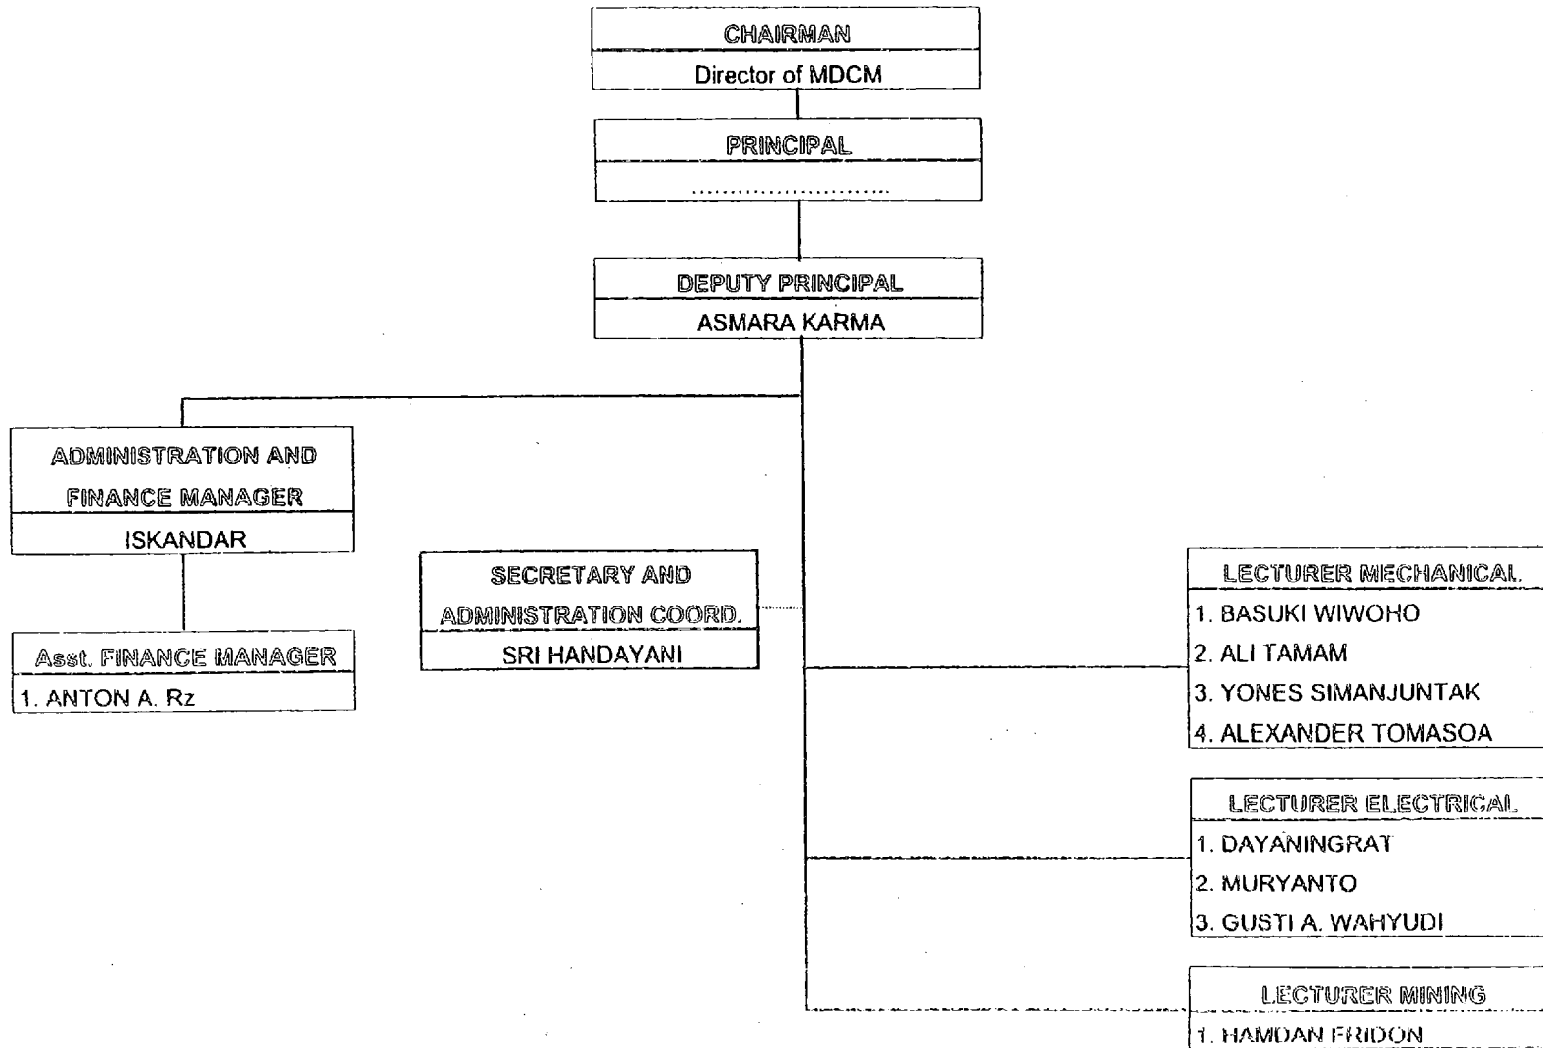 CHAIRMAN
Director of MDCM
PRINCIPAL
..........................
DEPUTY PRINCIPAL
ASMARA KARMA
ADMINISTRATION AND
FINANCE MANAGER
ISKANDAR
Asst. FINANCE MANAGER
1. ANTON A. Rz
SECRETARY AND
ADMINISTRATION COORD.
SRI HANDAYANI
LECTURER MECHANICAL.
1. BASUKI WIWOHO
2. ALI TAMAM
3. YONES SIMANJUNTAK
4. ALEXANDER TOMASOA
LECTURER ELECTRICAL
1. DAYANINGRAT
2. MURYANTO
3. GUSTI A. WAHYUDI
LECTURER MINING
1. HAMDAN FRIDON